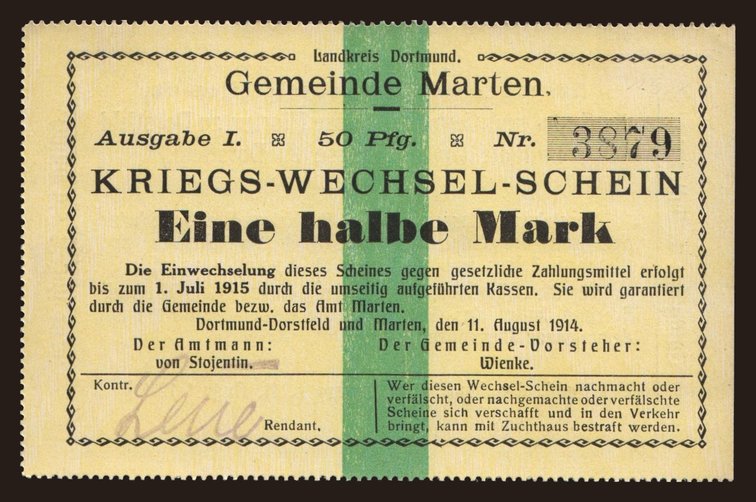 Landkreis Dortmund.
Gemeinde Marten.
Ausgabe I. 50 Pfg. Nr. 3879
KRIEGS-WECHSEL-SCHEIN
Eine halbe Mark
Die Einwechselung dieses Scheines gegen gesetzliche Zahlungsmittel erfolgt
bis zum 1. Juli 1915 durch die umseitig aufgeführten Kassen. Sie wird garantiert
durch die Gemeinde bezw. das Amt Marten.
Dortmund-Dorstfeld und Marten, den 11. August 1914.
Der Amtmann: Der Gemeinde-Vorsteher:
von Stojentin. Wienke.
Kontr.
Rendant.
Wer diesen Wechsel-Schein nachmacht oder
verfälscht, oder nachgemachte oder verfälschte
Scheine sich verschafft und in den Verkehr
bringt, kann mit Zuchthaus bestraft werden.